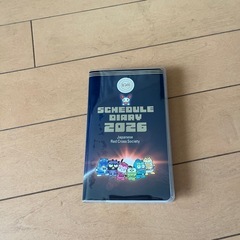 SCHEDULE
DIARY
2026
Japanese
Red Cross Society